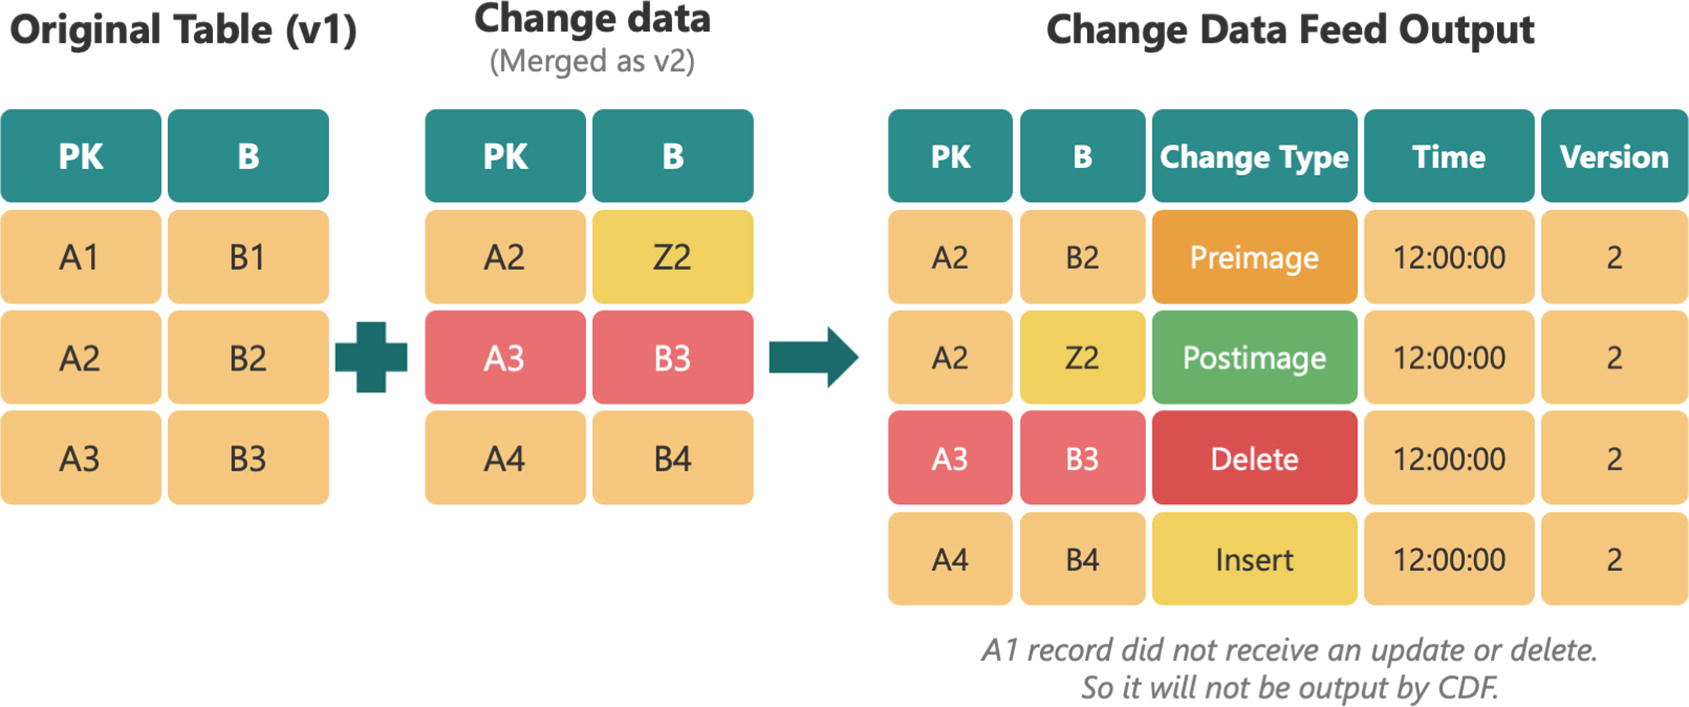 Original Table (v1)
PK B
A1 B1
A2 B2
A3 B3
Change data
(Merged as v2)
PK B
A2 Z2
A3 B3
A4 B4
Change Data Feed Output
PK B Change Type Time Version
A2 B2 Preimage 12:00:00 2
A2 Z2 Postimage 12:00:00 2
A3 B3 Delete 12:00:00 2
A4 B4 Insert 12:00:00 2
A1 record did not receive an update or delete.
So it will not be output by CDF.